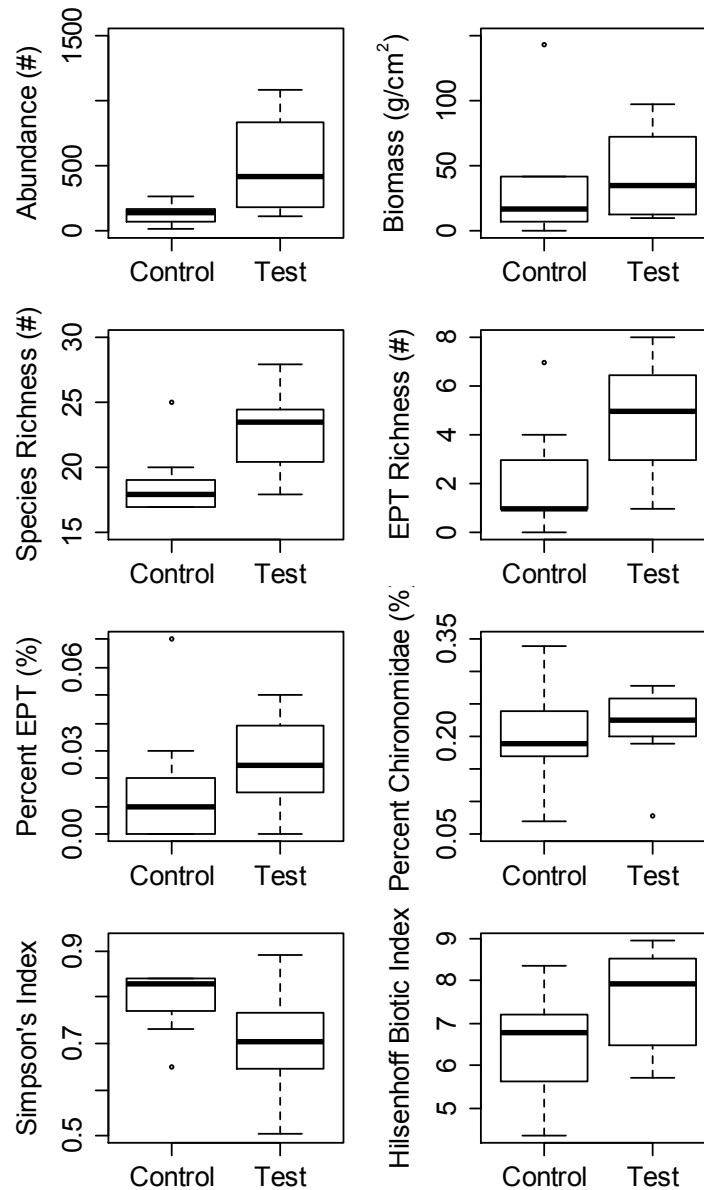 Abundance (#)
1500
500
0
Control Test
Biomass (g/cm²)
100
50
0
Control Test
Species Richness (#)
30
25
20
15
Control Test
EPT Richness (#)
8
6
4
2
0
Control Test
Percent EPT (%)
0.06
0.03
0.00
Control Test
Percent Chironomidae (%)
0.35
0.20
0.05
Control Test
Simpson's Index
0.9
0.7
0.5
Control Test
Hilsenhoff Biotic Index
9
8
7
6
5
Control Test